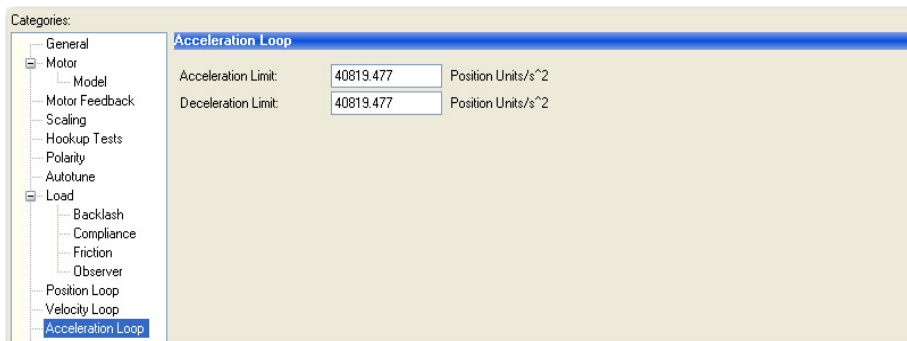 Categories:
General
Motor
Model
Motor Feedback
Scaling
Hookup Tests
Polarity
Autotune
Load
Backlash
Compliance
Friction
Observer
Position Loop
Velocity Loop
Acceleration Loop
Acceleration Loop
Acceleration Limit: 40819.477 Position Units/s^2
Deceleration Limit: 40819.477 Position Units/s^2